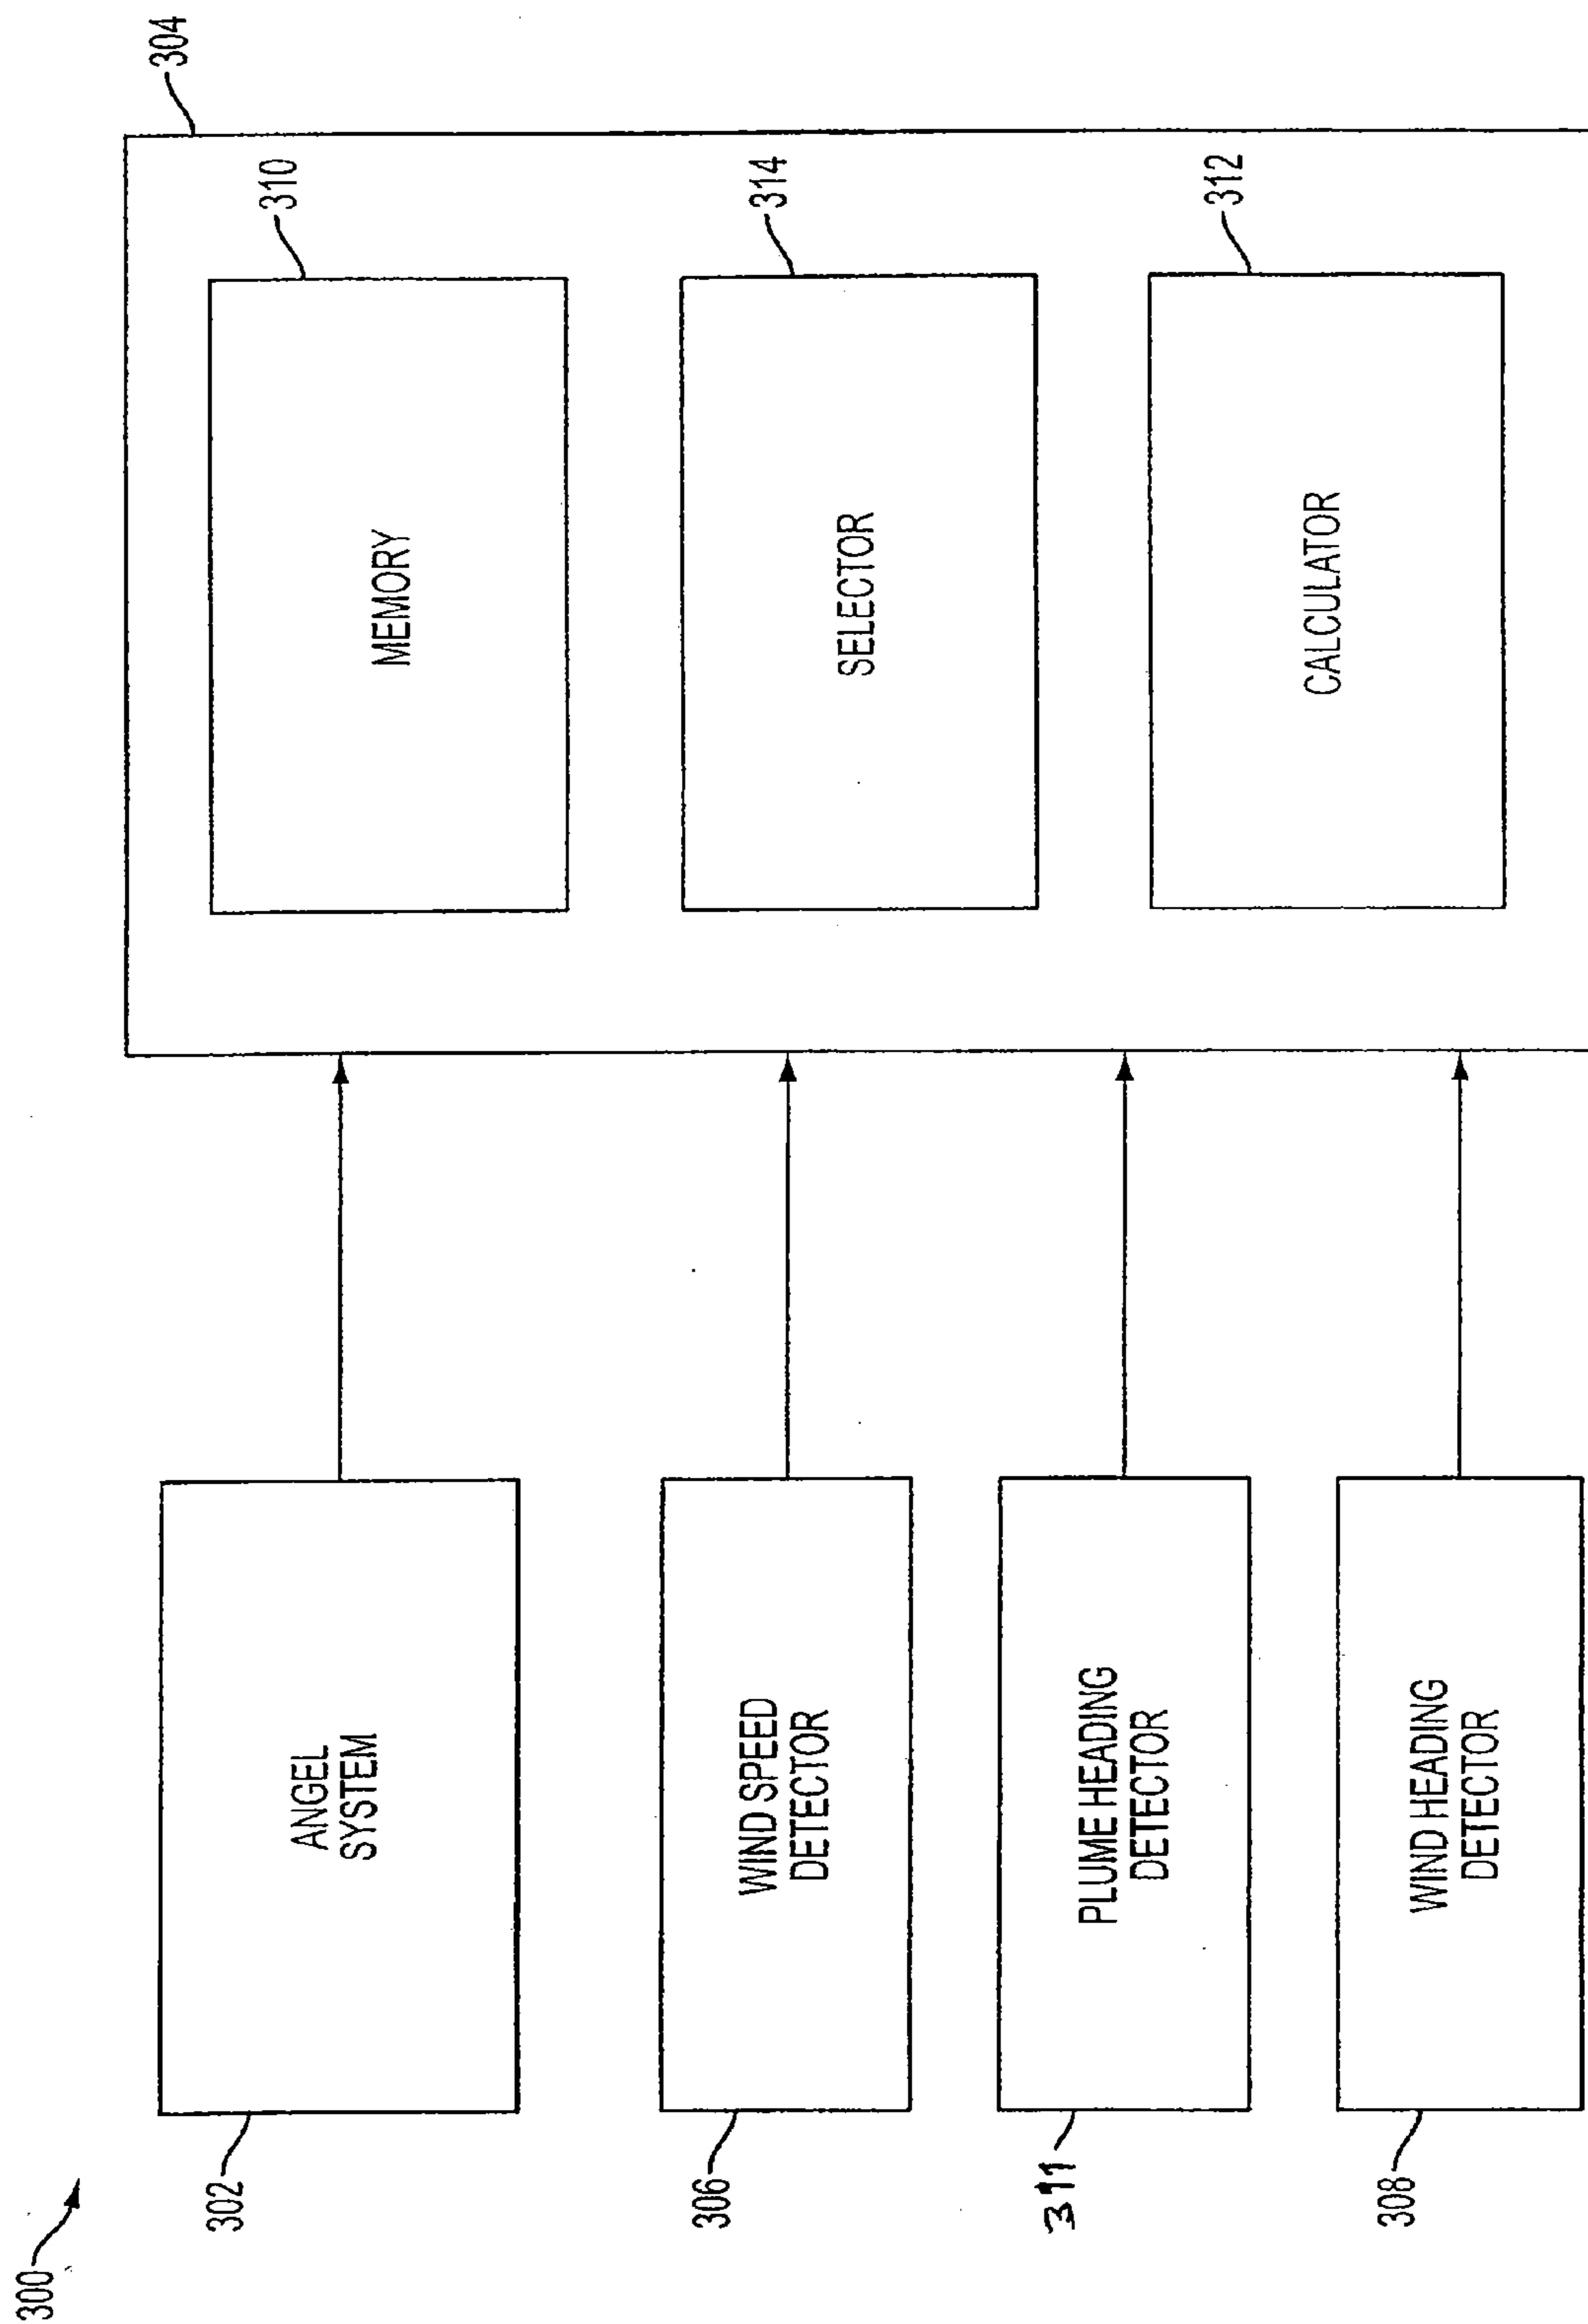 300
302
ANGEL
SYSTEM
306
WIND SPEED
DETECTOR
311
PLUME HEADING
DETECTOR
308
WIND HEADING
DETECTOR
304
310
MEMORY
314
SELECTOR
312
CALCULATOR